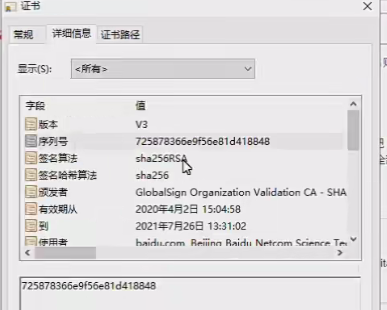 证书
常规 详细信息 证书路径
显示(S): <所有>
字段 值
版本 V3
序列号 725878366e9f56e81d418848
签名算法 sha256RSA
签名哈希算法 sha256
颁发者 GlobalSign Organization Validation CA - SHA
有效期从 2020年4月2日 15:04:58
到 2021年7月26日 13:31:02
使用者 baidu.com, Beijing Baidu Netcom Science Te
725878366e9f56e81d418848